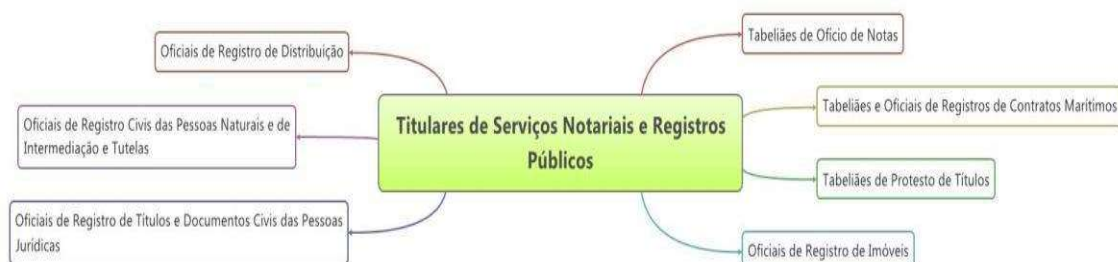 Oficiais de Registro de Distribuição
Tabeliães de Ofício de Notas
Oficiais de Registro Civis das Pessoas Naturais e de
Intermediação e Tutelas
Titulares de Serviços Notariais e Registros
Públicos
Tabeliães e Oficiais de Registros de Contratos Marítimos
Tabeliães de Protesto de Títulos
Oficiais de Registro de Títulos e Documentos Civis das Pessoas
Jurídicas
Oficiais de Registro de Imóveis